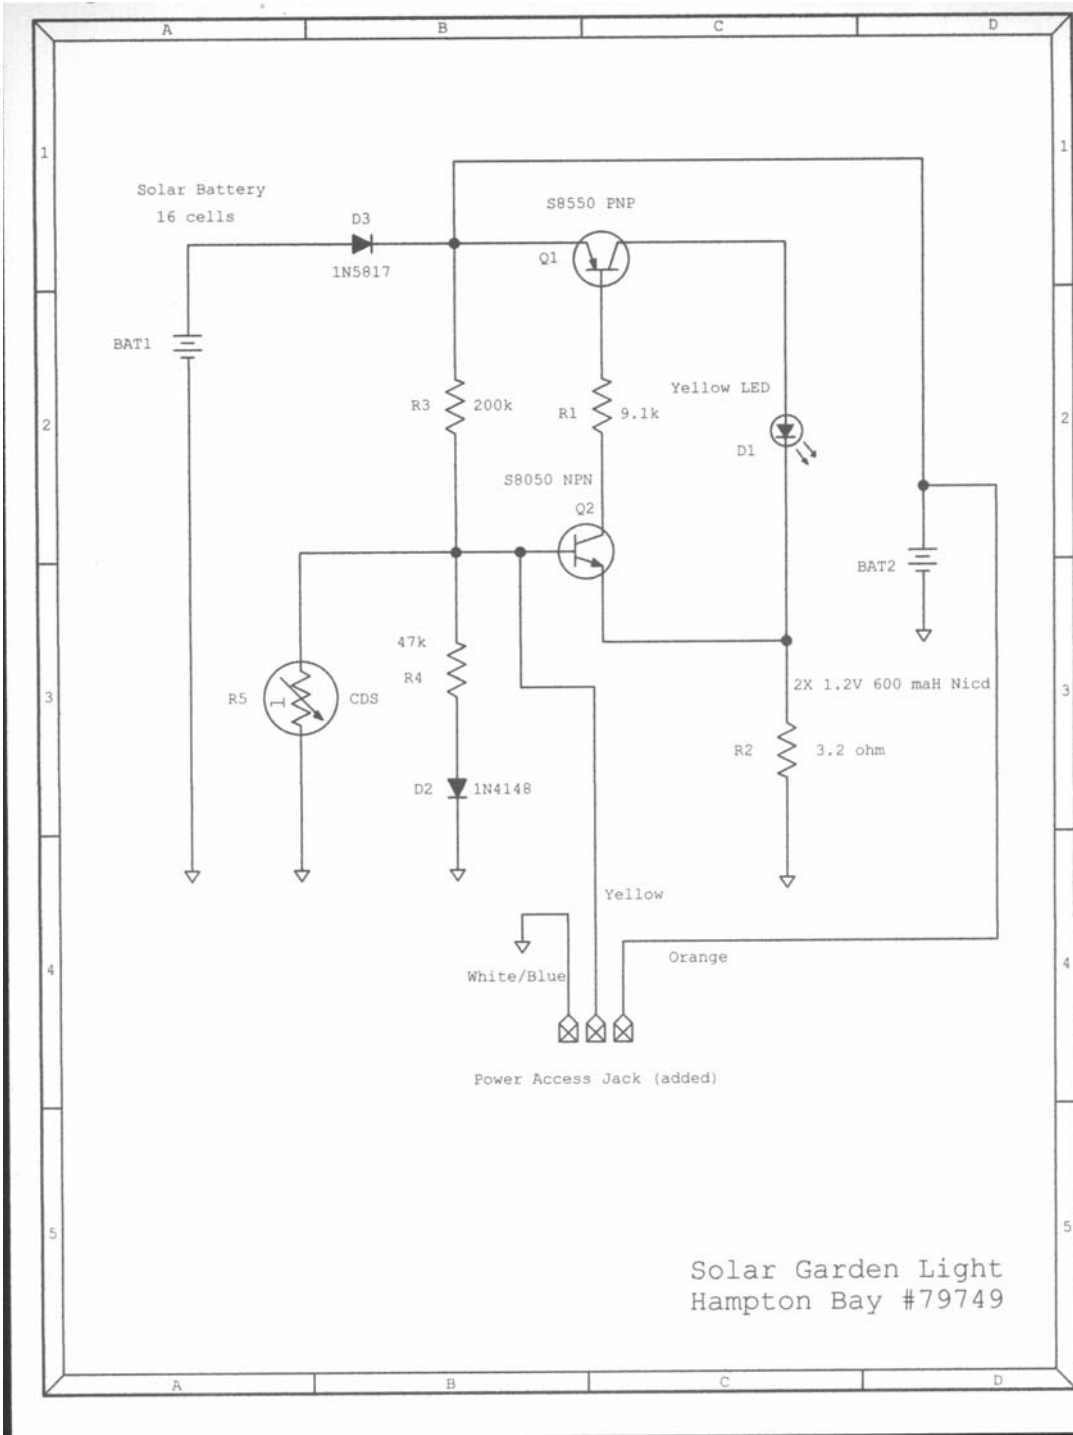 A B C D
1 1
Solar Battery
16 cells
S8550 PNP
D3
Q1
1N5817
BAT1
Yellow LED
R3 200k
R1 9.1k
2 2
D1
S8050 NPN
Q2
BAT2
47k
R4
R5 CDS
3 3
2X 1.2V 600 maH Nicd
R2 3.2 ohm
D2 1N4148
Yellow
4 4
Orange
White/Blue
Power Access Jack (added)
5 5
Solar Garden Light
Hampton Bay #79749
A B C D